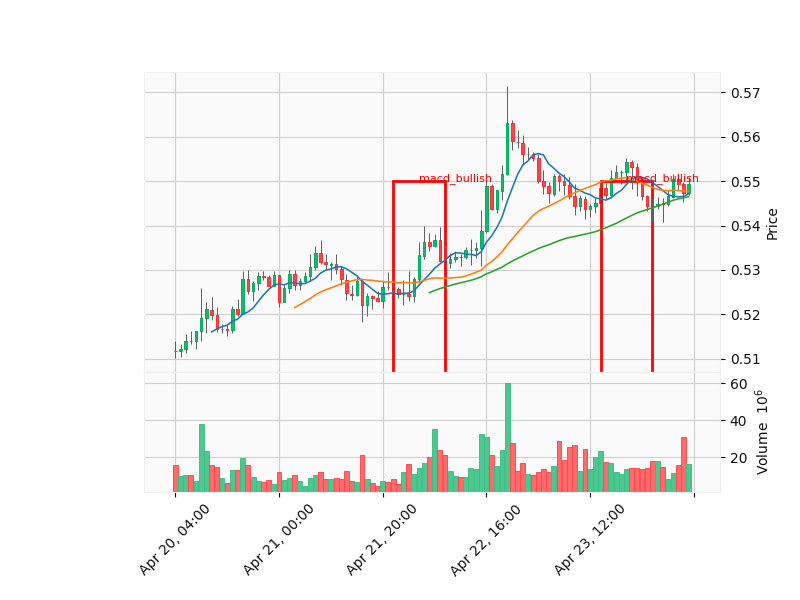 0.57
0.56
0.55
0.54
0.53
0.52
0.51
Price
macd_bullish
macd_bullish
60
40
20
Volume 10^6
Apr 20, 04:00
Apr 21, 00:00
Apr 21, 20:00
Apr 22, 16:00
Apr 23, 12:00